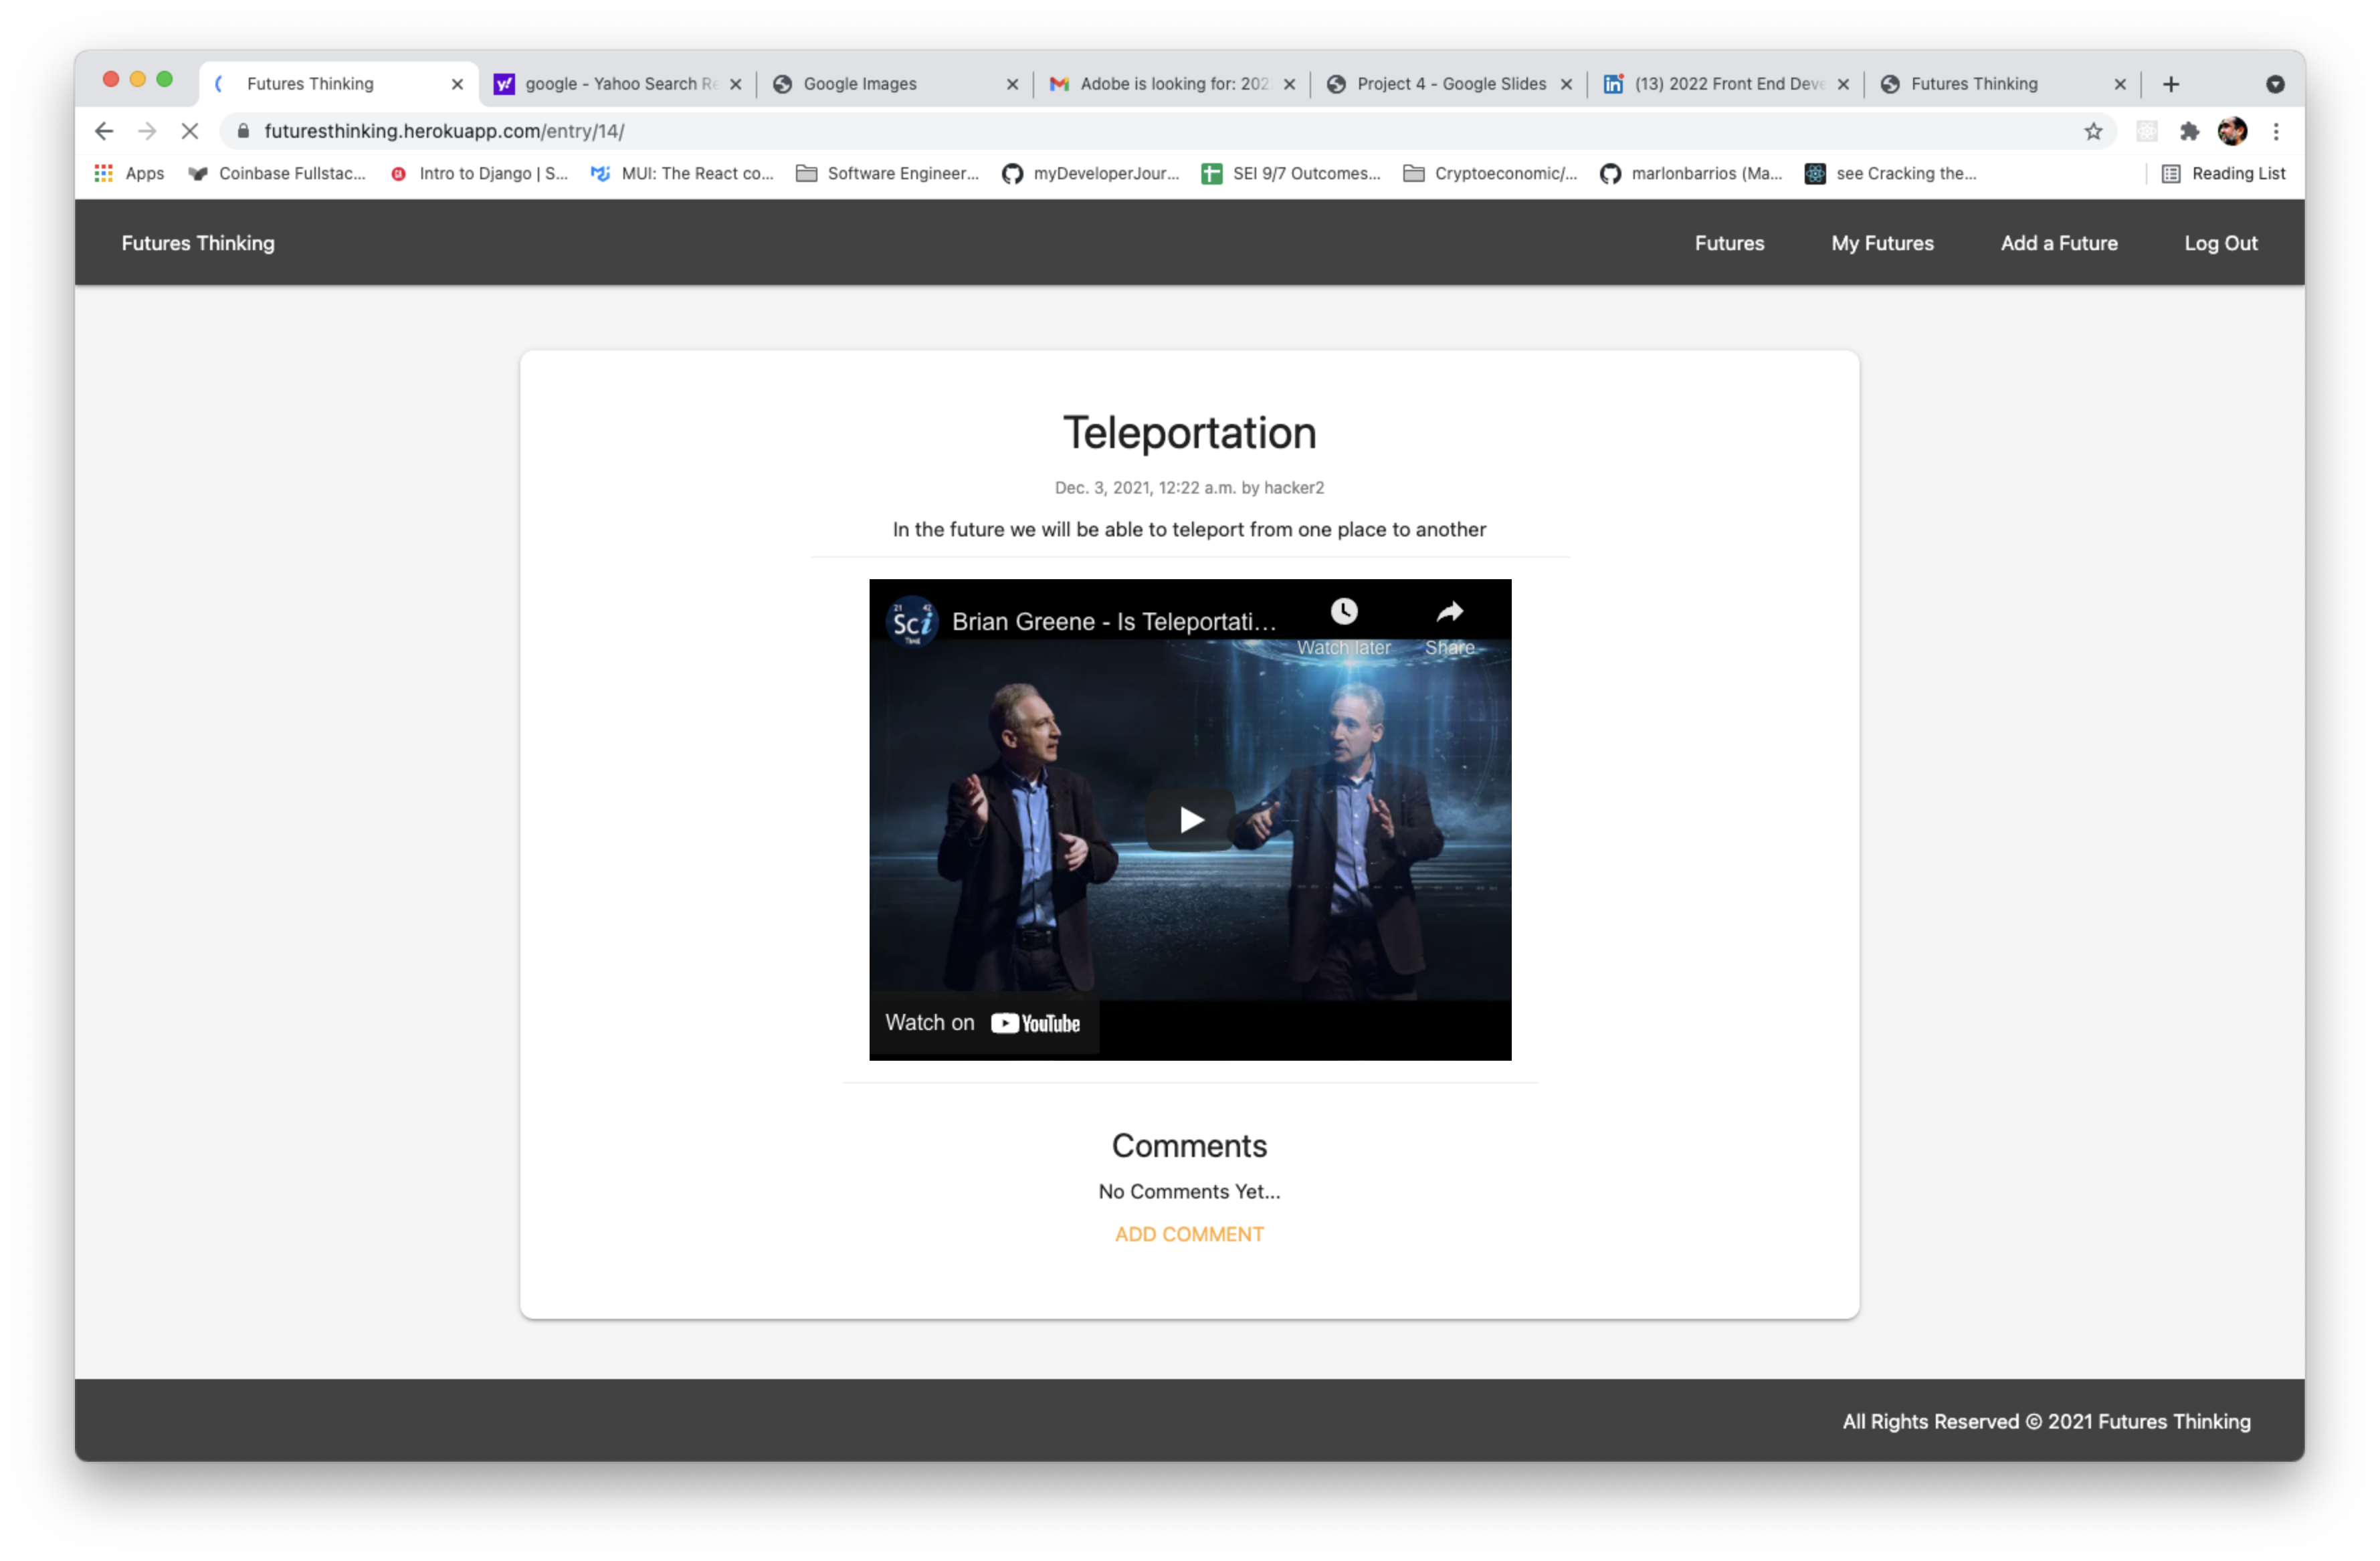 Futures Thinking
google - Yahoo Search Re
Google Images
Adobe is looking for: 202
Project 4 - Google Slides
(13) 2022 Front End Deve
Futures Thinking
futuresthinking.herokuapp.com/entry/14/
Apps
Coinbase Fullstac...
Intro to Django | S...
MUI: The React co...
Software Engineer...
myDeveloperJour...
SEI 9/7 Outcomes...
Cryptoeconomic/...
marlonbarrios (Ma...
see Cracking the...
Reading List
Futures Thinking
Futures
My Futures
Add a Future
Log Out
Teleportation
Dec. 3, 2021, 12:22 a.m. by hacker2
In the future we will be able to teleport from one place to another
21 42
Sci
Time
Brian Greene - Is Teleportati...
Watch later
Share
Watch on YouTube
Comments
No Comments Yet...
ADD COMMENT
All Rights Reserved © 2021 Futures Thinking